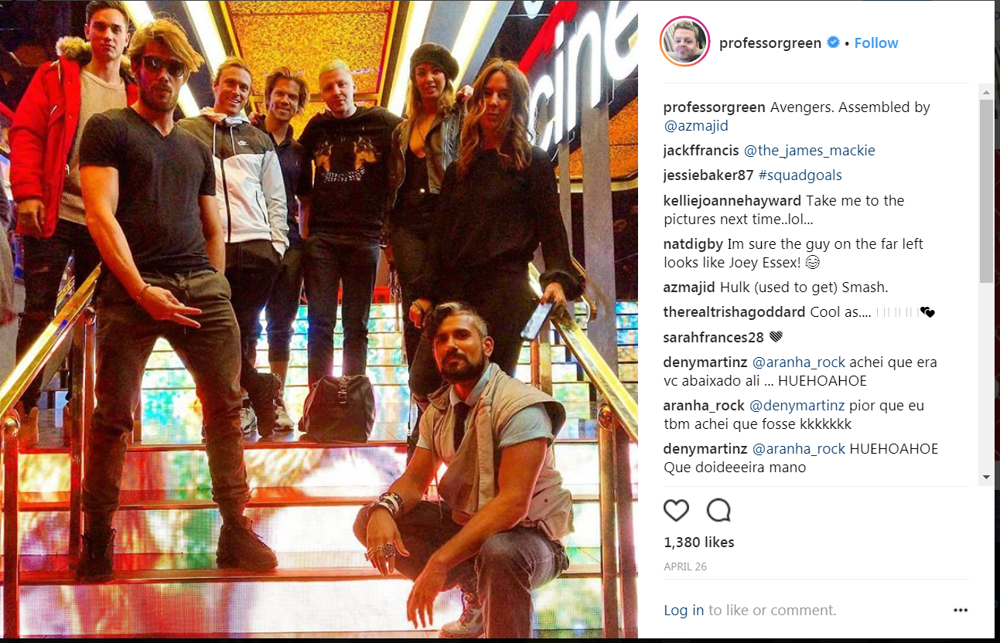 cine
professorgreen • Follow
professorgreen Avengers. Assembled by
@azmajid
jackffrancis @the_james_mackie
jessiebaker87 #squadgoals
kelliejoannehayward Take me to the
pictures next time..lol...
natdigby Im sure the guy on the far left
looks like Joey Essex! 😂
azmajid Hulk (used to get) Smash.
therealtrishagoddard Cool as....
sarahfrances28
denymartinz @aranha_rock achei que era
vc abaixado ali ... HUEHOAHOE
aranha_rock @denymartinz pior que eu
tbm achei que fosse kkkkkkk
denymartinz @aranha_rock HUEHOAHOE
Que doideeeira mano
1,380 likes
APRIL 26
Log in to like or comment.